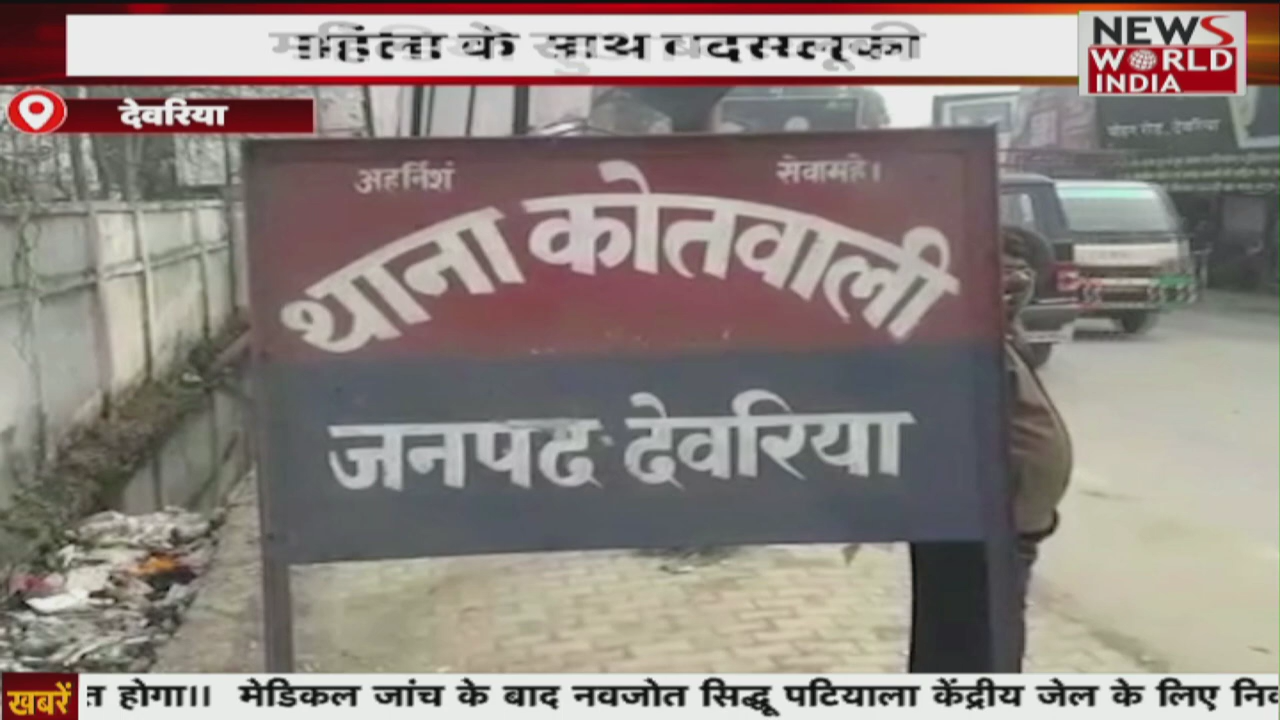 महिला के साथ बदसलूकी
NEWS
WORLD
INDIA
देवरिया
अहर्निशं सेवामहे।
थाना कोतवाली
जनपद देवरिया
खबरें
त होगा।। मेडिकल जांच के बाद नवजोत सिद्धू पटियाला केंद्रीय जेल के लिए